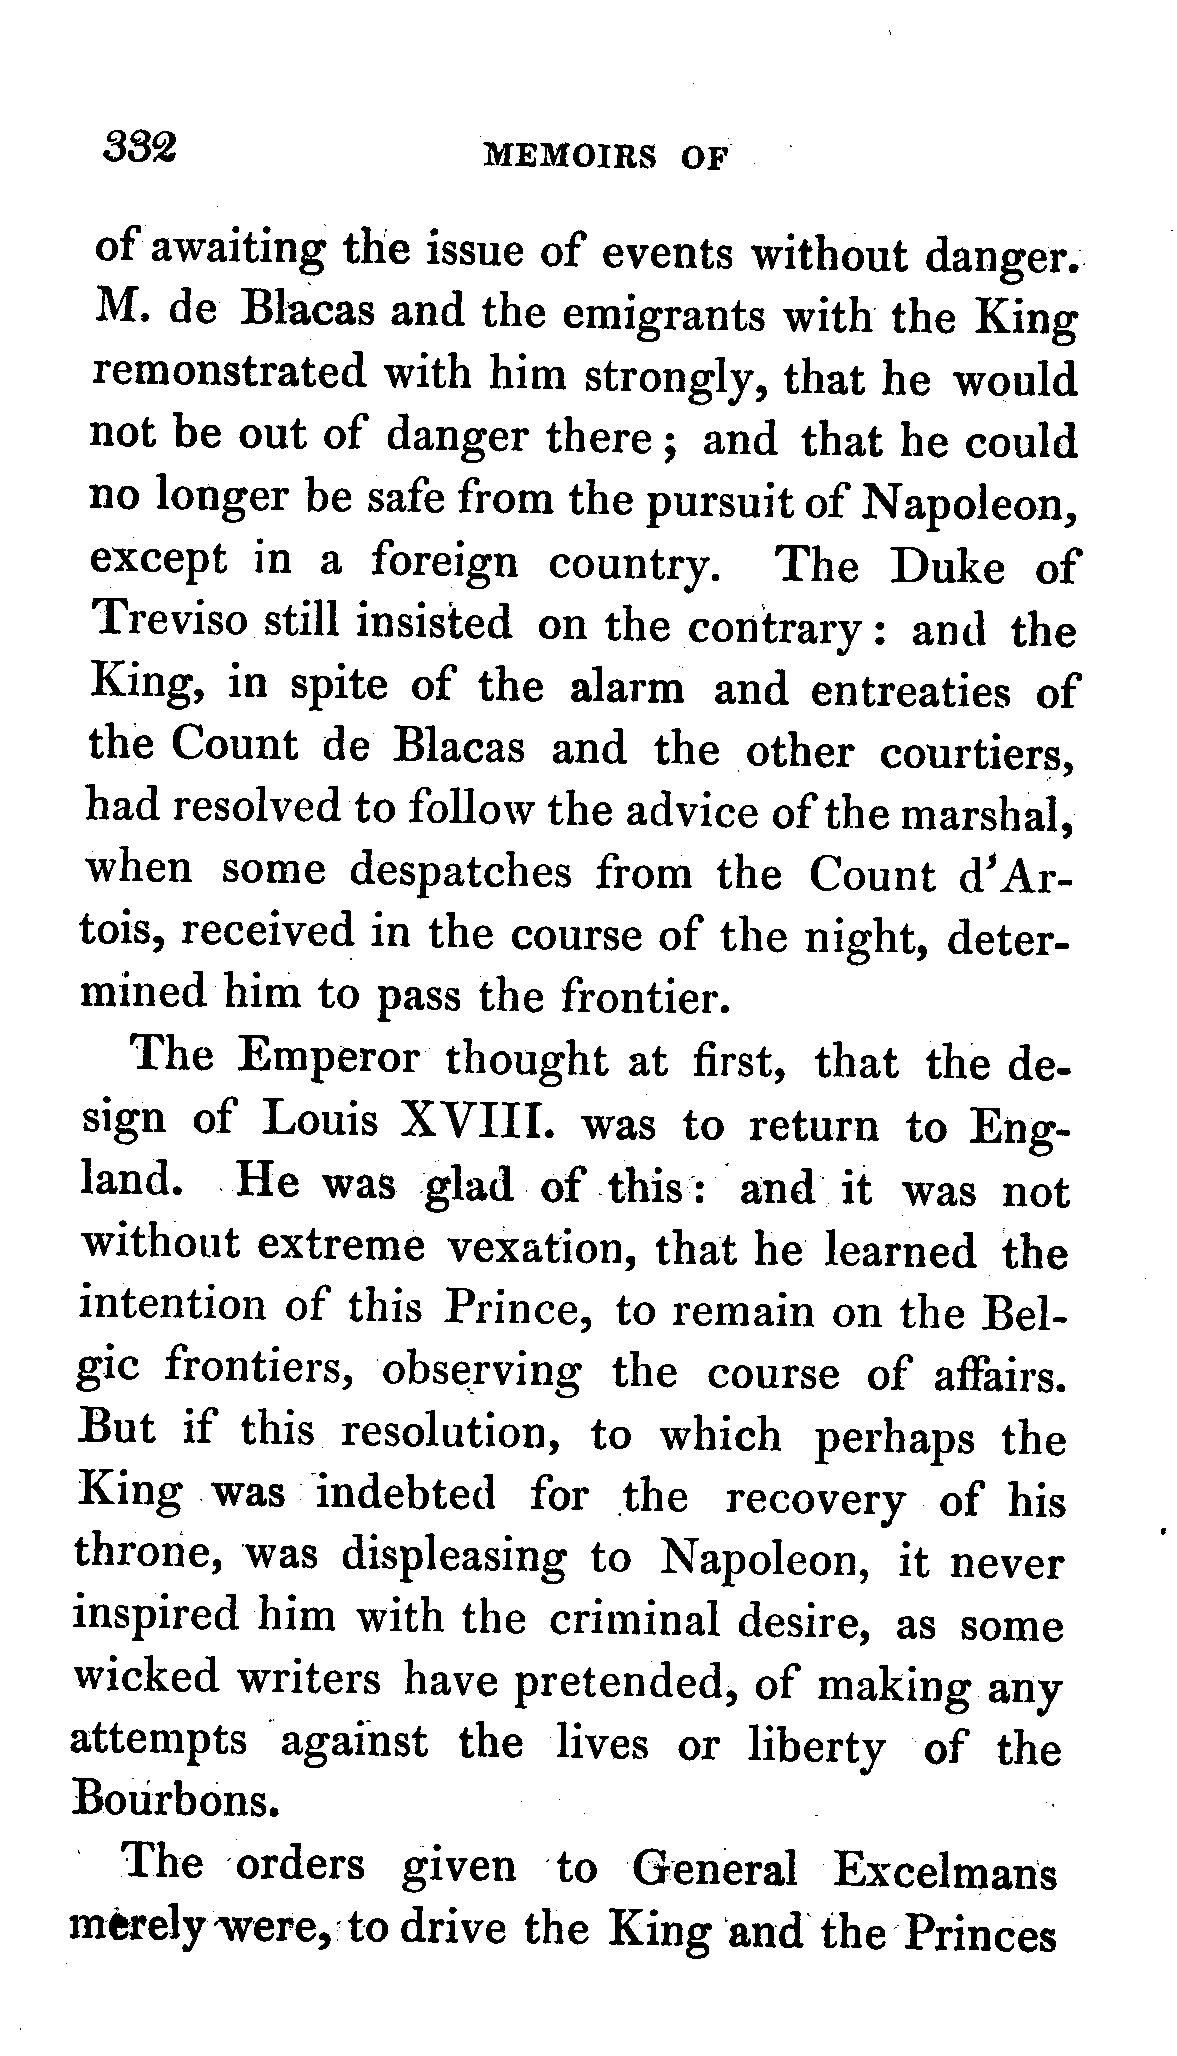 332 MEMOIRS OF
of awaiting the issue of events without danger.
M. de Blacas and the emigrants with the King
remonstrated with him strongly, that he would
not be out of danger there; and that he could
no longer be safe from the pursuit of Napoleon,
except in a foreign country. The Duke of
Treviso still insisted on the contrary: and the
King, in spite of the alarm and entreaties of
the Count de Blacas and the other courtiers,
had resolved to follow the advice of the marshal,
when some despatches from the Count d'Ar-
tois, received in the course of the night, deter-
mined him to pass the frontier.
The Emperor thought at first, that the de-
sign of Louis XVIII. was to return to Eng-
land. He was glad of this: and it was not
without extreme vexation, that he learned the
intention of this Prince, to remain on the Bel-
gic frontiers, observing the course of affairs.
But if this resolution, to which perhaps the
King was indebted for the recovery of his
throne, was displeasing to Napoleon, it never
inspired him with the criminal desire, as some
wicked writers have pretended, of making any
attempts against the lives or liberty of the
Bourbons.
The orders given to General Excelmans
merely were, to drive the King and the Princes